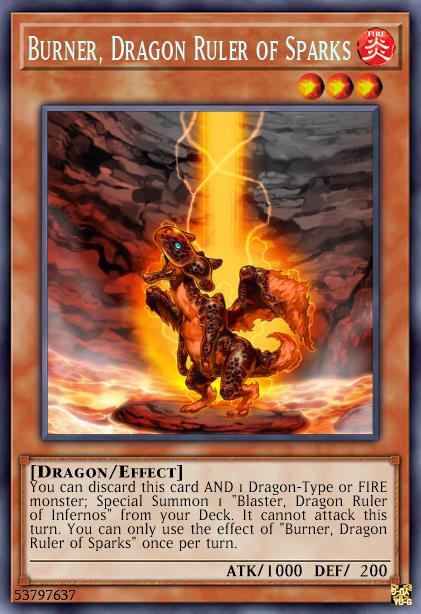 Burner, Dragon Ruler of Sparks
FIRE
炎
[Dragon/Effect]
You can discard this card AND 1 Dragon-Type or FIRE
monster; Special Summon 1 "Blaster, Dragon Ruler
of Infernos" from your Deck. It cannot attack this
turn. You can only use the effect of "Burner, Dragon
Ruler of Sparks" once per turn.
ATK/1000 DEF/ 200
53797637